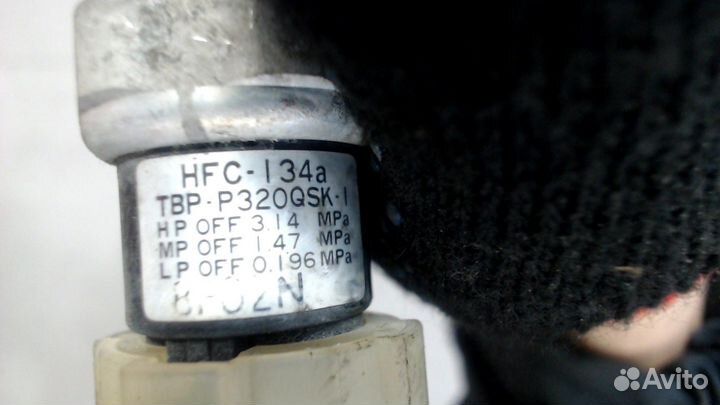 HFC-134a
TBP-P320QSK-1
HP OFF 3.14 MPa
MP OFF 1.47 MPa
LP OFF 0.196 MPa
Avito